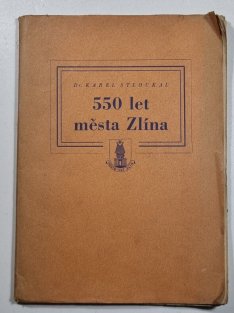 Dr KAREL STLOUKAL
550 let
města Zlína